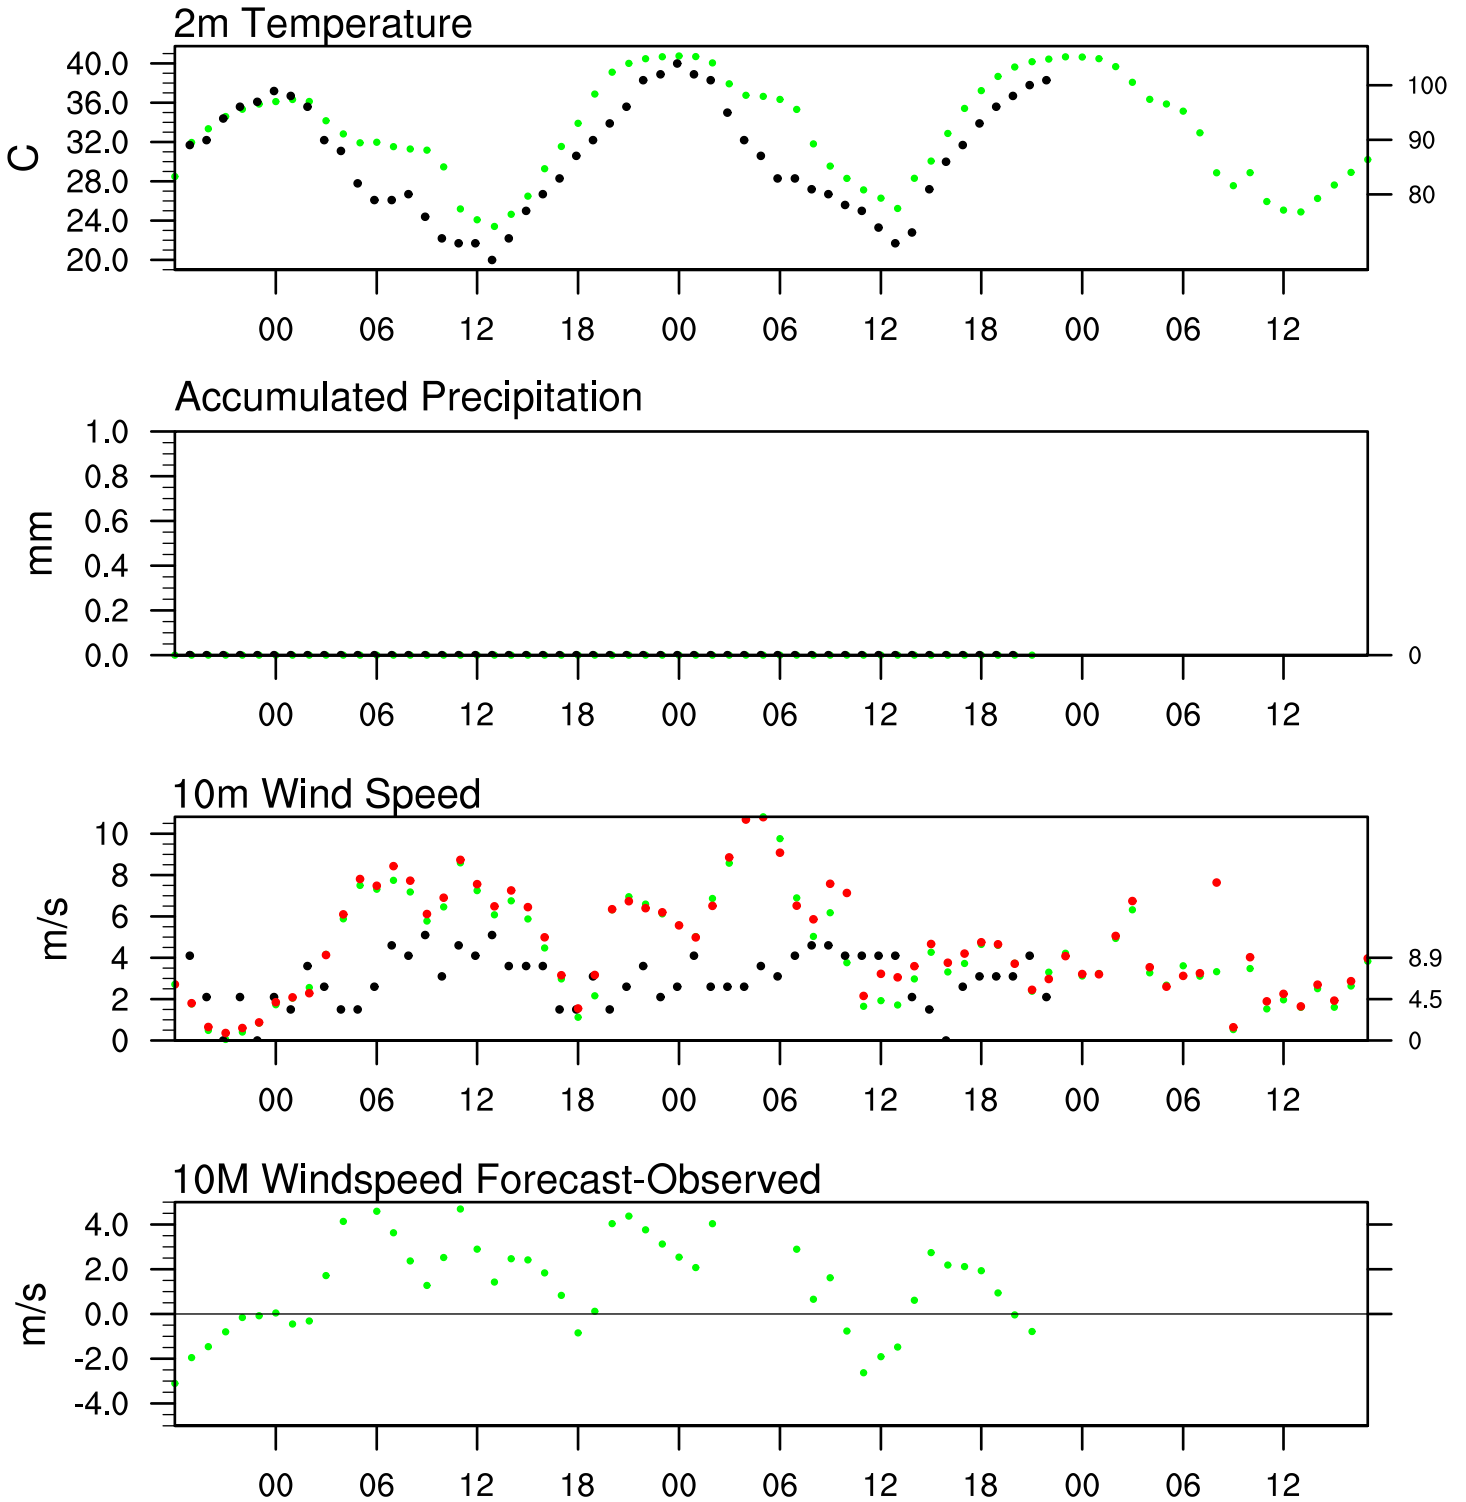 2m Temperature
40.0
36.0
32.0
28.0
24.0
20.0
C
100
90
80
00 06 12 18 00 06 12 18 00 06 12
Accumulated Precipitation
1.0
0.8
0.6
0.4
0.2
0.0
mm
0
00 06 12 18 00 06 12 18 00 06 12
10m Wind Speed
10
8
6
4
2
0
m/s
8.9
4.5
0
00 06 12 18 00 06 12 18 00 06 12
10M Windspeed Forecast-Observed
4.0
2.0
0.0
-2.0
-4.0
m/s
00 06 12 18 00 06 12 18 00 06 12